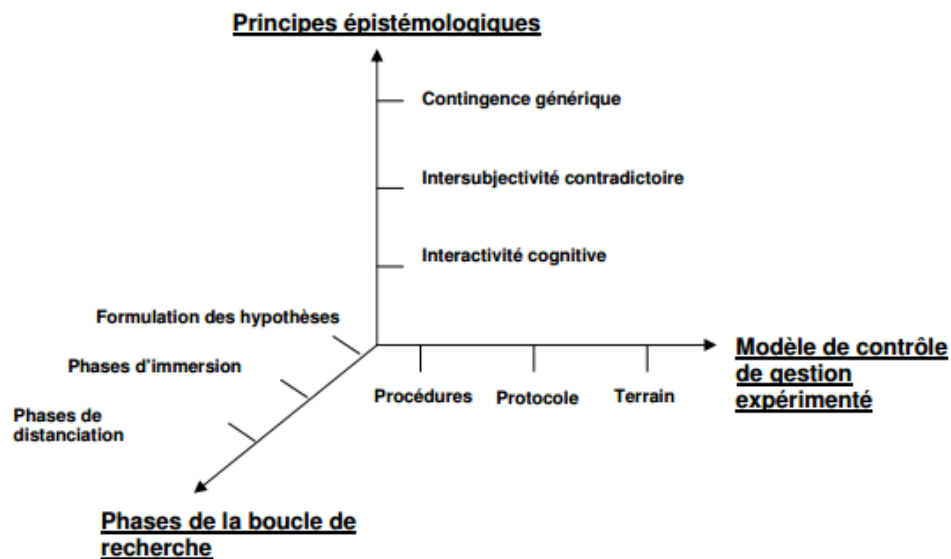 Principes épistémologiques
Contingence générique
Intersubjectivité contradictoire
Interactivité cognitive
Formulation des hypothèses
Phases d'immersion
Phases de
distanciation
Procédures
Protocole
Terrain
Modèle de contrôle
de gestion
expérimenté
Phases de la boucle de
recherche